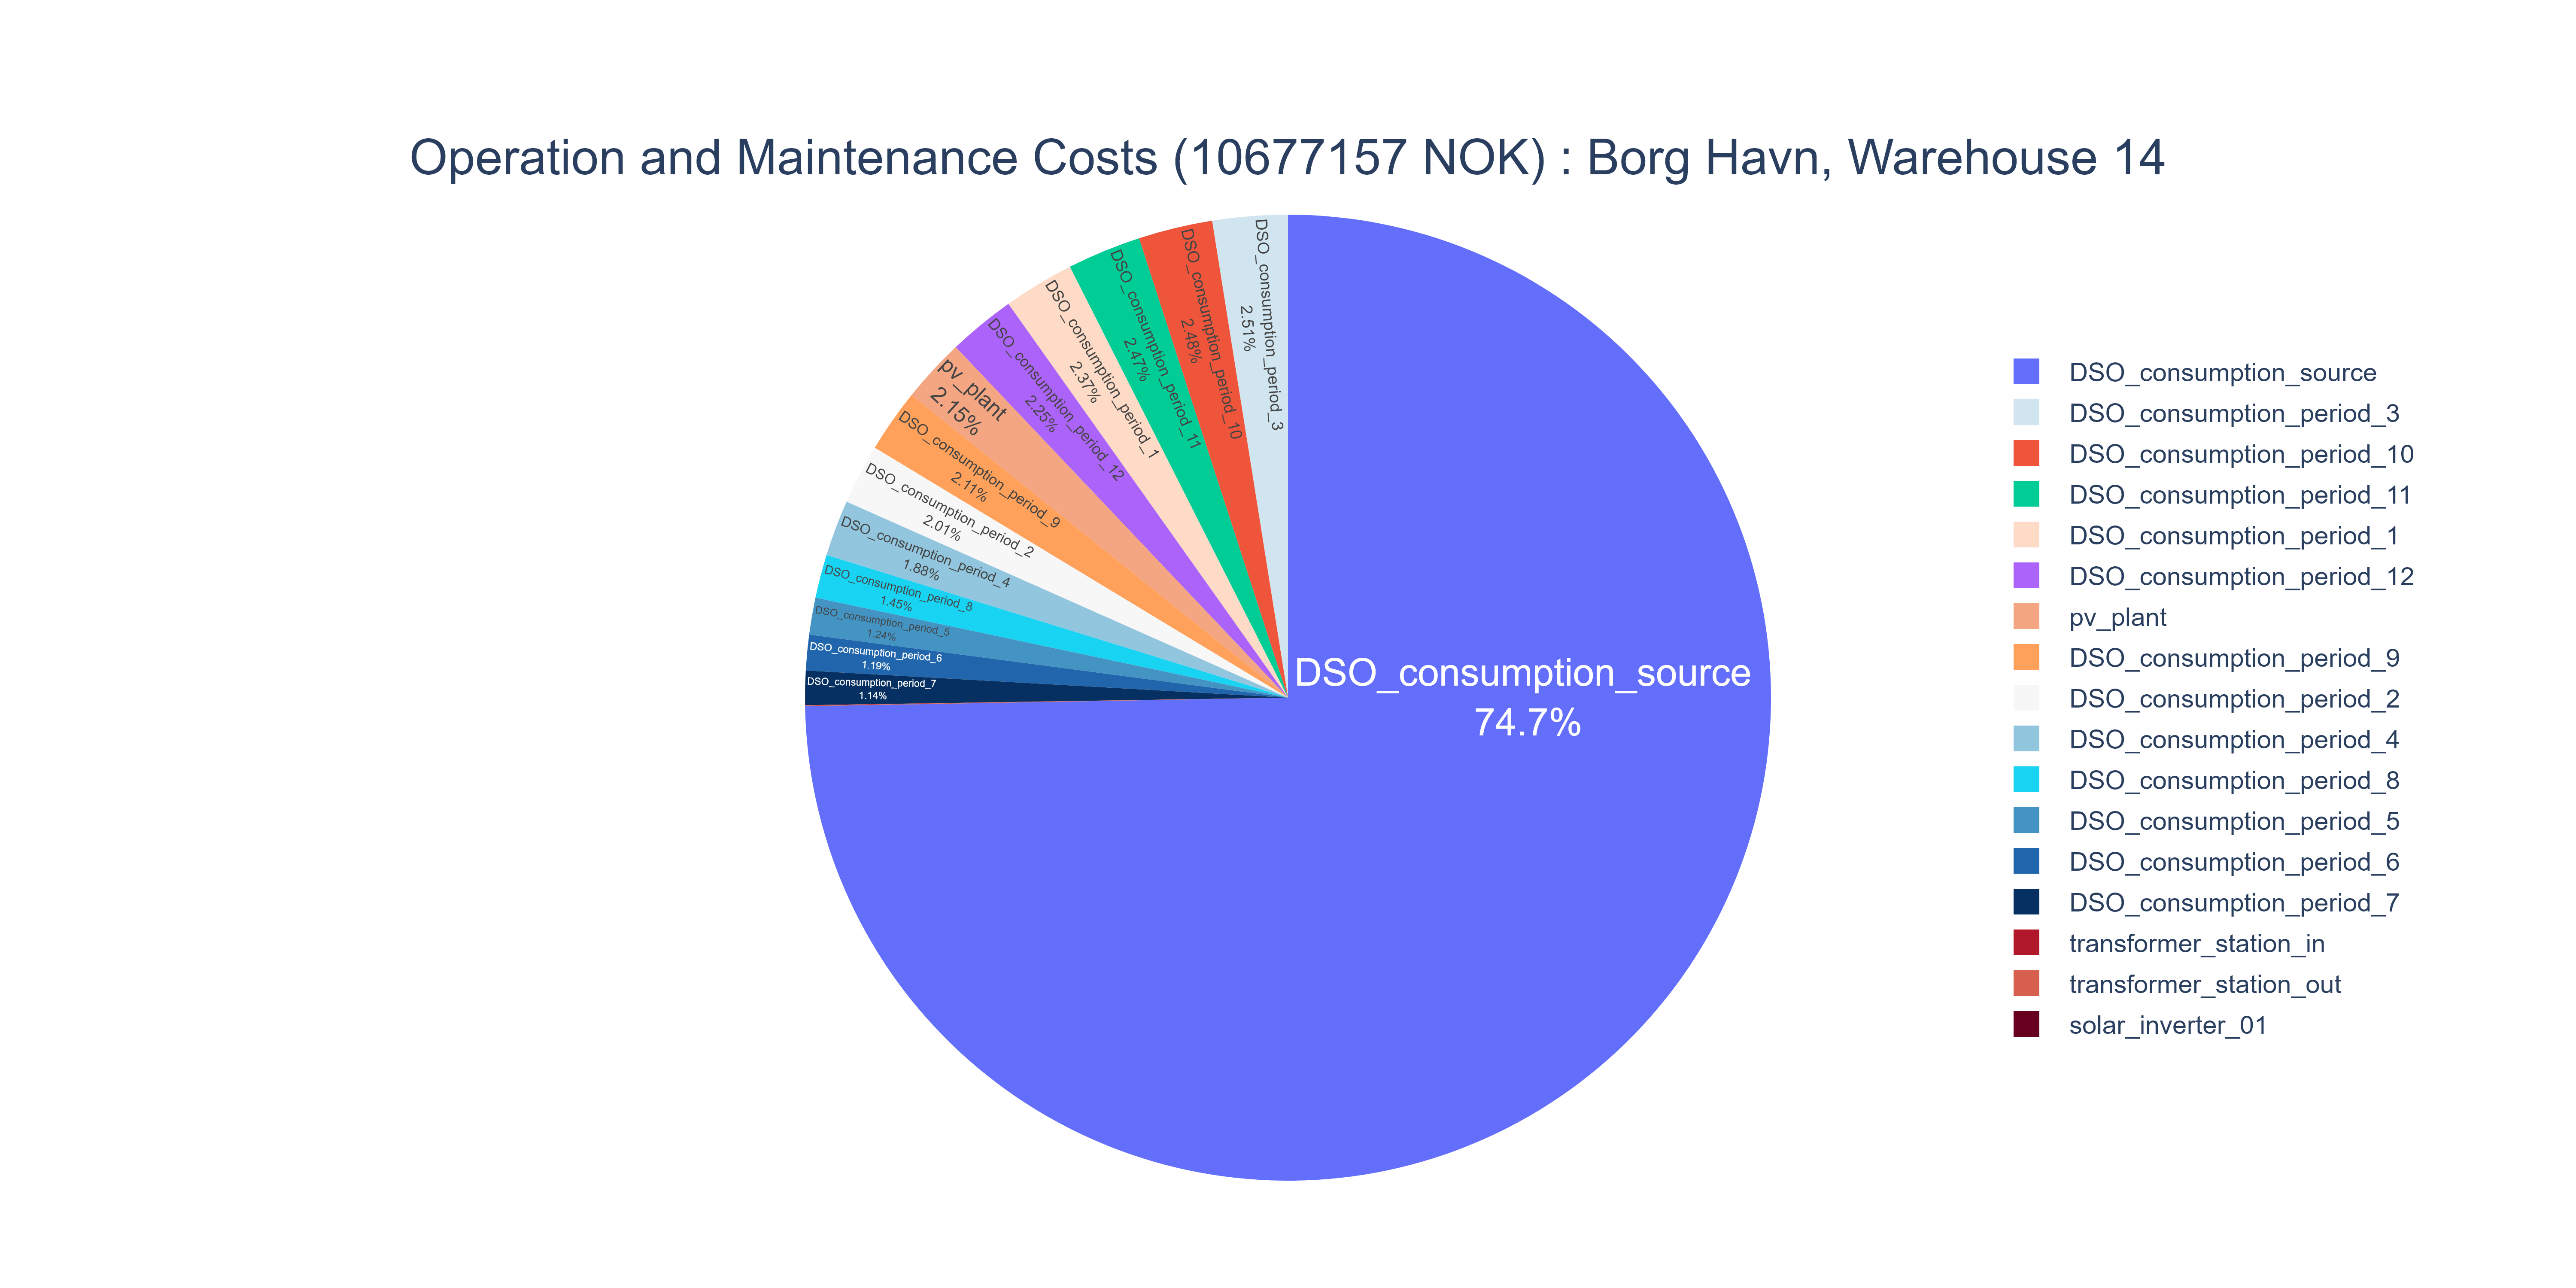 Operation and Maintenance Costs (10677157 NOK) : Borg Havn, Warehouse 14
DSO_consumption_source
74.7%
DSO_consumption_period_3
2.51%
DSO_consumption_period_10
2.48%
DSO_consumption_period_11
2.47%
DSO_consumption_period_1
2.37%
DSO_consumption_period_12
2.25%
pv_plant
2.15%
DSO_consumption_period_9
2.11%
DSO_consumption_period_2
2.01%
DSO_consumption_period_4
1.88%
DSO_consumption_period_8
1.45%
DSO_consumption_period_5
1.24%
DSO_consumption_period_6
1.19%
DSO_consumption_period_7
1.14%
DSO_consumption_source
DSO_consumption_period_3
DSO_consumption_period_10
DSO_consumption_period_11
DSO_consumption_period_1
DSO_consumption_period_12
pv_plant
DSO_consumption_period_9
DSO_consumption_period_2
DSO_consumption_period_4
DSO_consumption_period_8
DSO_consumption_period_5
DSO_consumption_period_6
DSO_consumption_period_7
transformer_station_in
transformer_station_out
solar_inverter_01